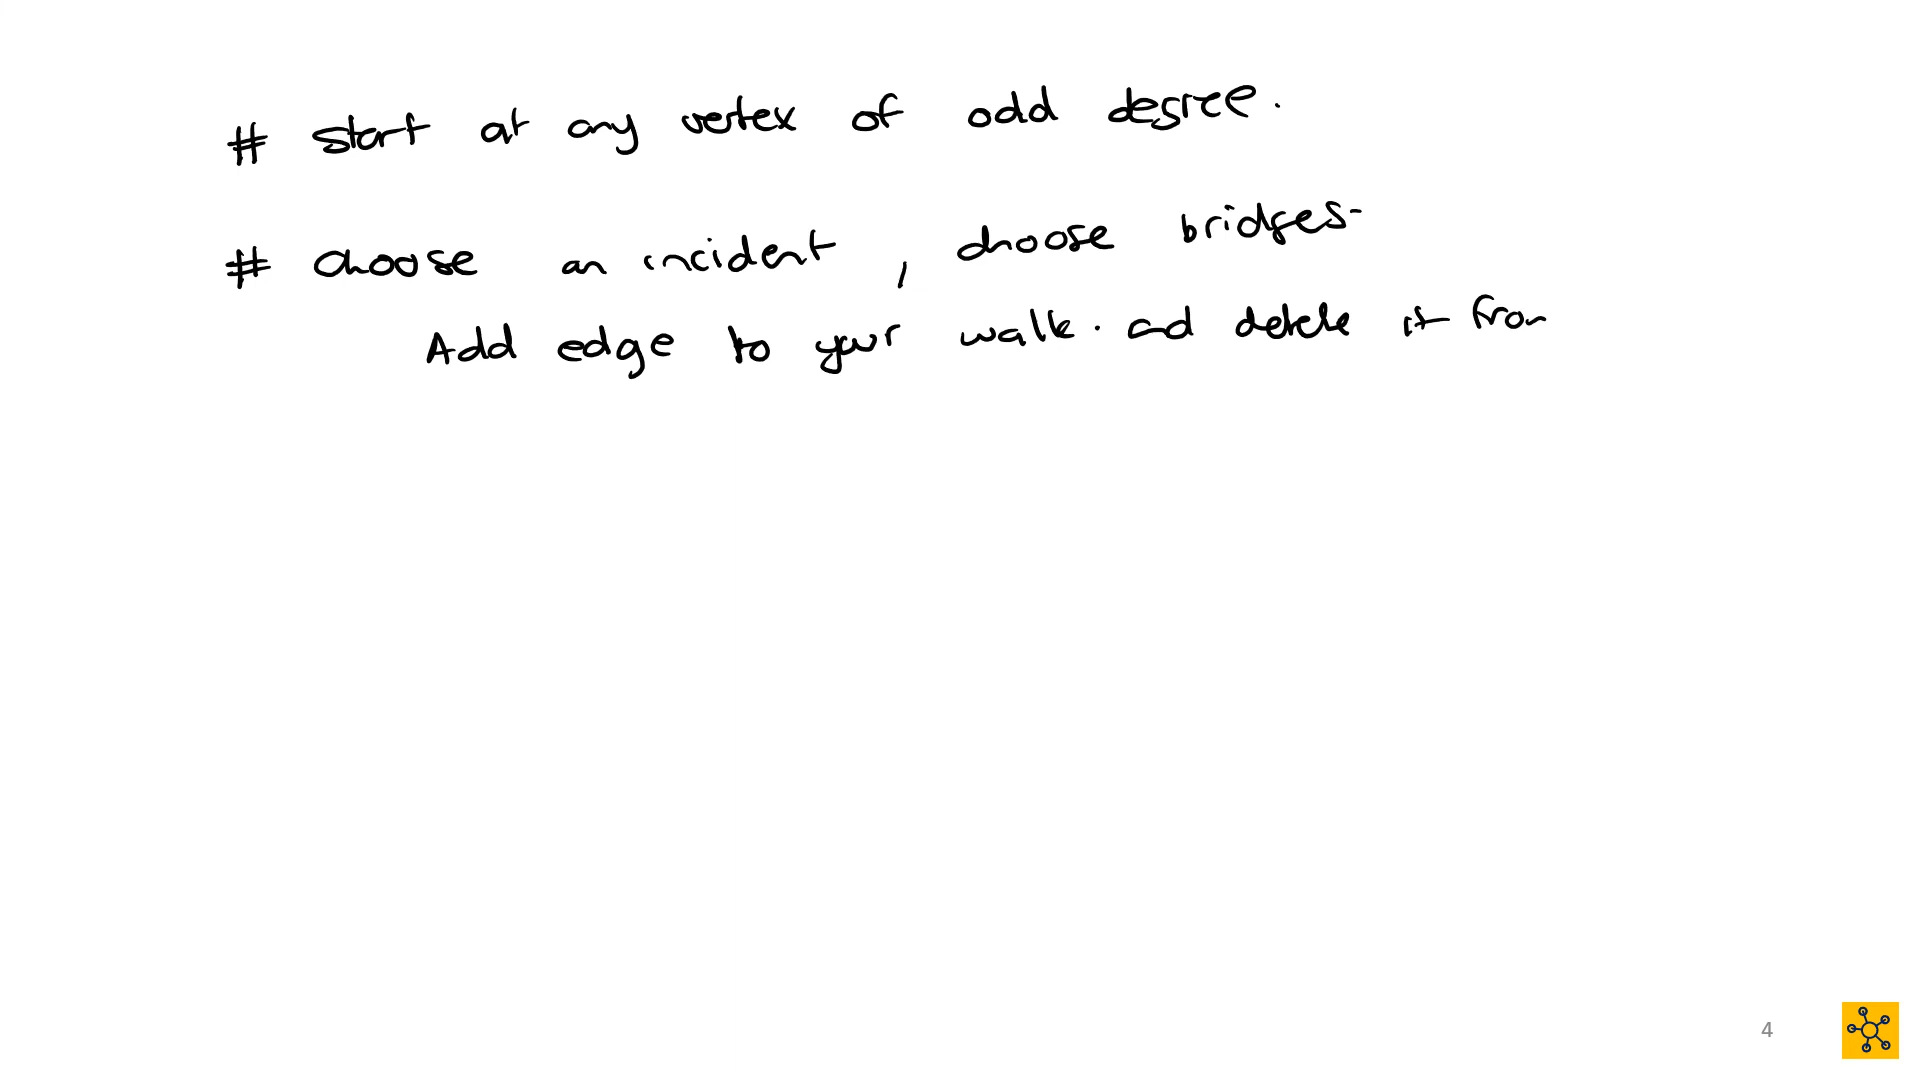 # start at any vertex of odd degree.
# choose an incident , choose bridges-
Add edge to your walk. and delete it from
4